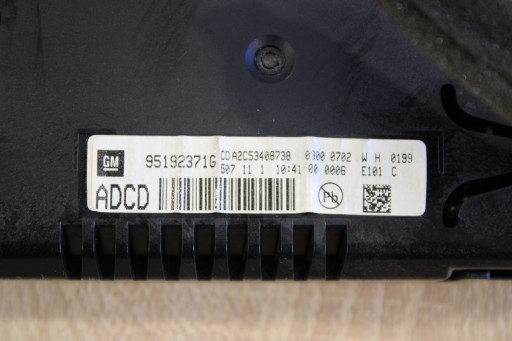 GM 95192371G CD A2C53408738 0300 0702 W H 0199
S07 11 1 10:41 00 0006 E101 C
ADCD Pb